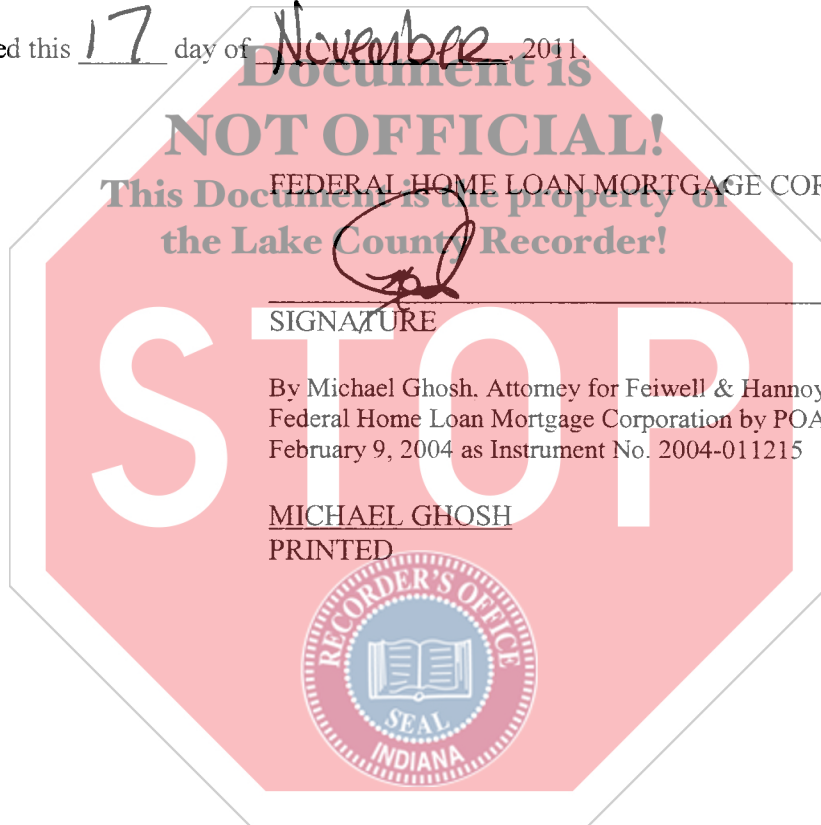 ed this 17 day of November, 2011.
Document is
NOT OFFICIAL!
FEDERAL HOME LOAN MORTGAGE COR
This Document is the property of
the Lake County Recorder!
SIGNATURE
STOP
By Michael Ghosh, Attorney for Feiwell & Hannoy
Federal Home Loan Mortgage Corporation by POA
February 9, 2004 as Instrument No. 2004-011215
MICHAEL GHOSH
PRINTED
RECORDER'S OFFICE
SEAL
INDIANA